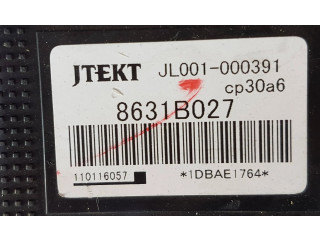 JTEKT JL001-000391
cp30a6
8631B027
110116057 *1DBAE1764*